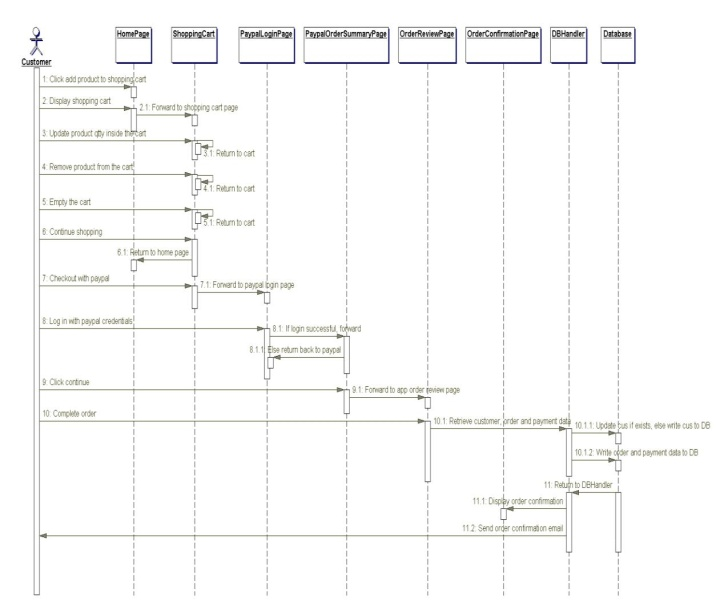 HomePage ShoppingCart PaypalLoginPage PaypalOrderSummaryPage OrderReviewPage OrderConfirmationPage DBHandler Database
Customer
1: Click add product to shopping cart
2: Display shopping cart
2.1: Forward to shopping cart page
3: Update product qtty inside the cart
3.1: Return to cart
4: Remove product from the cart
4.1: Return to cart
5: Empty the cart
5.1: Return to cart
6: Continue shopping
6.1: Return to home page
7: Checkout with paypal
7.1: Forward to paypal login page
8: Log in with paypal credentials
8.1: If login successful, forward
8.1.1: Else return back to paypal
9: Click continue
9.1: Forward to app order review page
10: Complete order
10.1: Retrieve customer, order and payment data
10.1.1: Update cus if exists, else write cus to DB
10.1.2: Write order and payment data to DB
11: Return to DBHandler
11.1: Display order confirmation
11.2: Send order confirmation email